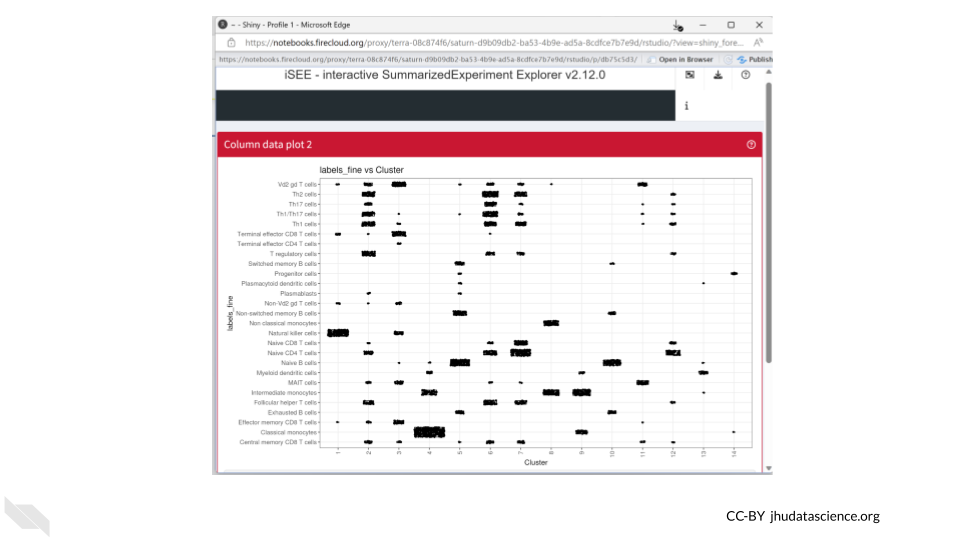 – - Shiny - Profile 1 - Microsoft Edge
https://notebooks.firecloud.org/proxy/terra-08c874f6/saturn-d9b09db2-ba53-4b9e-ad5a-8cdfce7b7e9d/rstudio/?view=shiny_fore...
https://notebooks.firecloud.org/proxy/terra-08c874f6/saturn-d9b09db2-ba53-4b9e-ad5a-8cdfce7b7e9d/rstudio/p/db75c5d3/ Open in Browser Publish
iSEE - interactive SummarizedExperiment Explorer v2.12.0
i
Column data plot 2
labels_fine vs Cluster
Vd2 gd T cells
Th2 cells
Th17 cells
Th1/Th17 cells
Th1 cells
Terminal effector CD8 T cells
Terminal effector CD4 T cells
T regulatory cells
Switched memory B cells
Progenitor cells
Plasmacytoid dendritic cells
Plasmablasts
Non-Vd2 gd T cells
Non-switched memory B cells
Non classical monocytes
Natural killer cells
Naive CD8 T cells
Naive CD4 T cells
Naive B cells
Myeloid dendritic cells
MAIT cells
Intermediate monocytes
Follicular helper T cells
Exhausted B cells
Effector memory CD8 T cells
Classical monocytes
Central memory CD8 T cells
labels_fine
1 2 3 4 5 6 7 8 9 10 11 12 13 14
Cluster
CC-BY jhudatascience.org